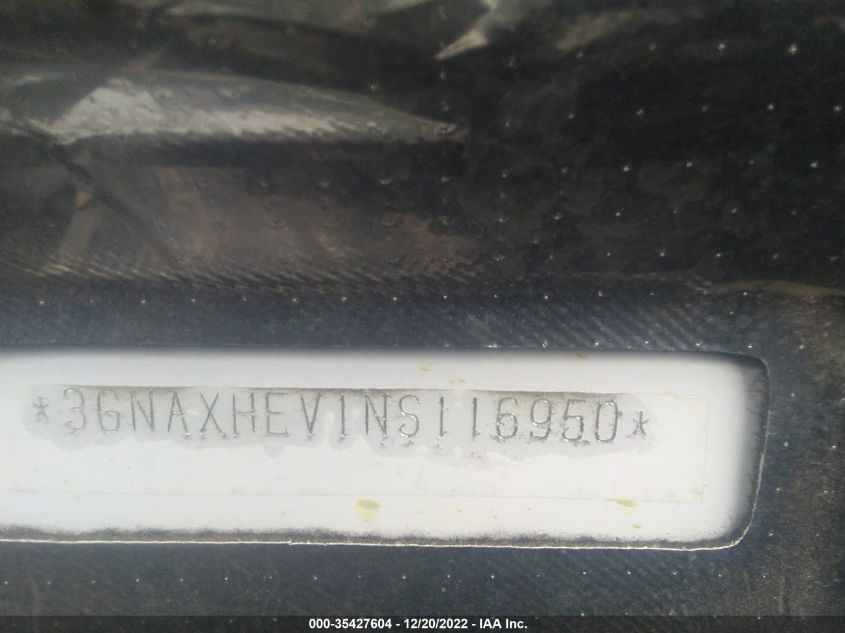 *3GNAXHEV1NS116950*
000-35427604 - 12/20/2022 - IAA Inc.